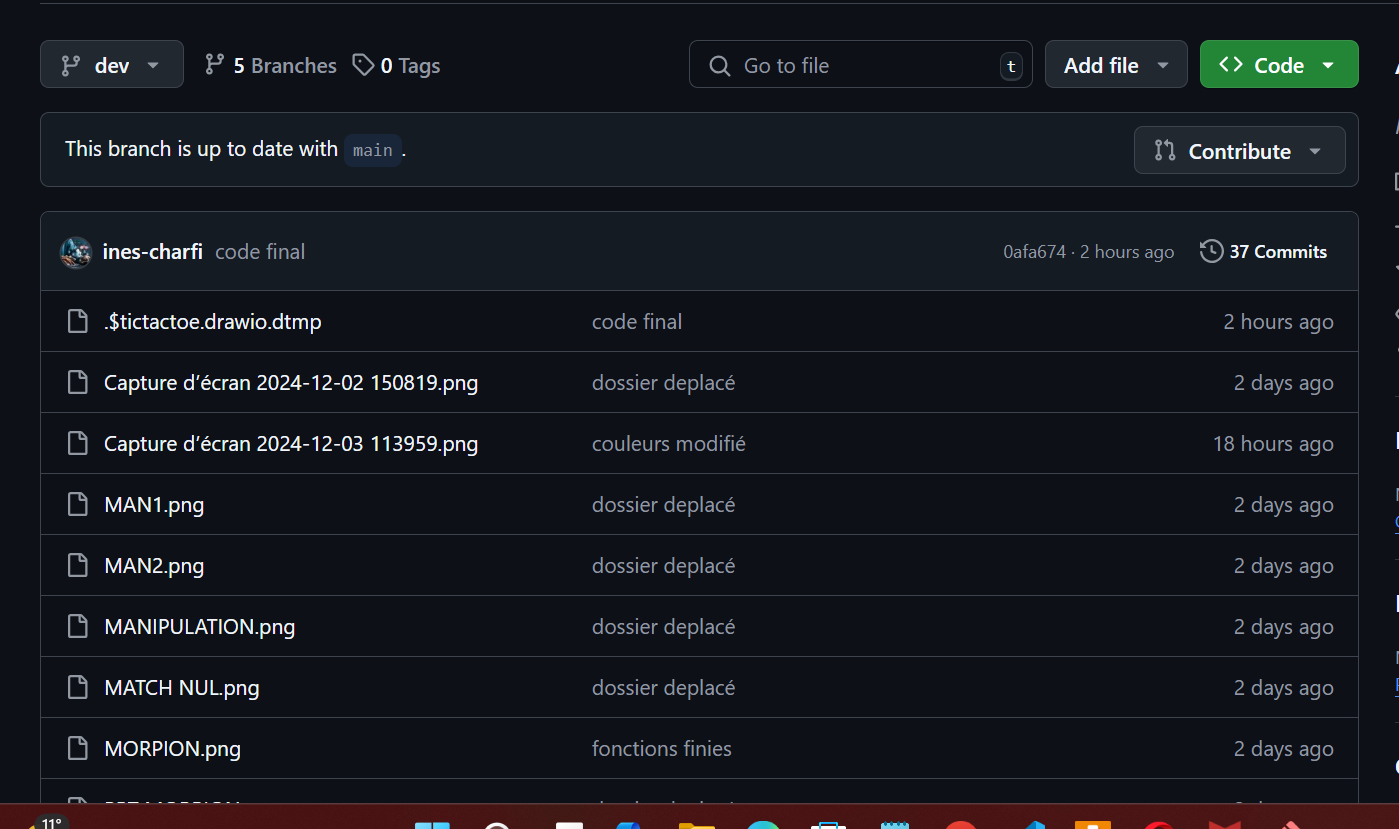 dev 5 Branches 0 Tags Go to file t Add file Code
This branch is up to date with main . Contribute
ines-charfi code final 0afa674 · 2 hours ago 37 Commits
.$tictactoe.drawio.dtmp code final 2 hours ago
Capture d’écran 2024-12-02 150819.png dossier deplacé 2 days ago
Capture d’écran 2024-12-03 113959.png couleurs modifié 18 hours ago
MAN1.png dossier deplacé 2 days ago
MAN2.png dossier deplacé 2 days ago
MANIPULATION.png dossier deplacé 2 days ago
MATCH NUL.png dossier deplacé 2 days ago
MORPION.png fonctions finies 2 days ago
11°